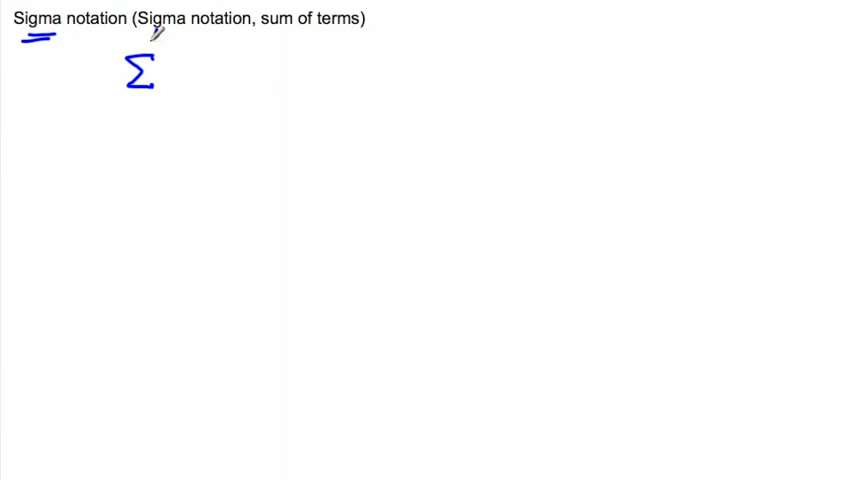 Sigma notation (Sigma notation, sum of terms)
Σ